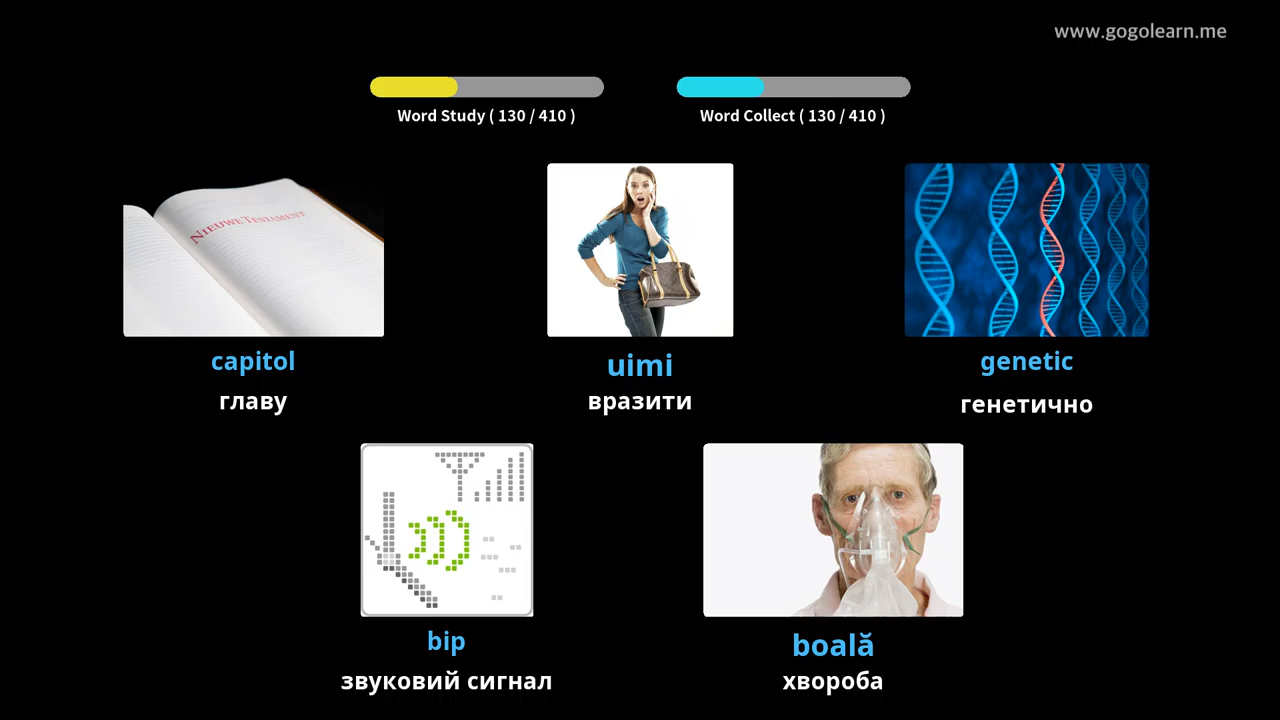 www.gogolearn.me
Word Study ( 130 / 410 )
Word Collect ( 130 / 410 )
NIEUWE TESTAMENT
capitol
главу
uimi
вразити
genetic
генетично
bip
звуковий сигнал
boală
хвороба